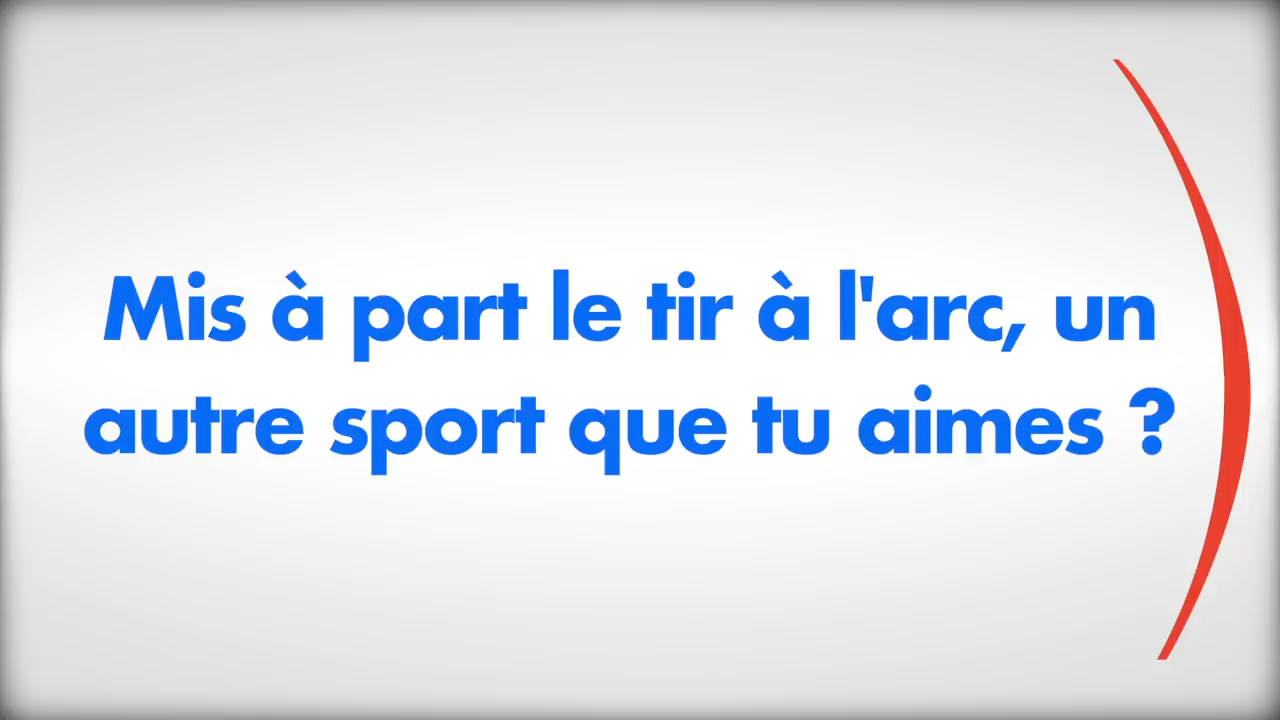 Mis à part le tir à l'arc, un
autre sport que tu aimes ?